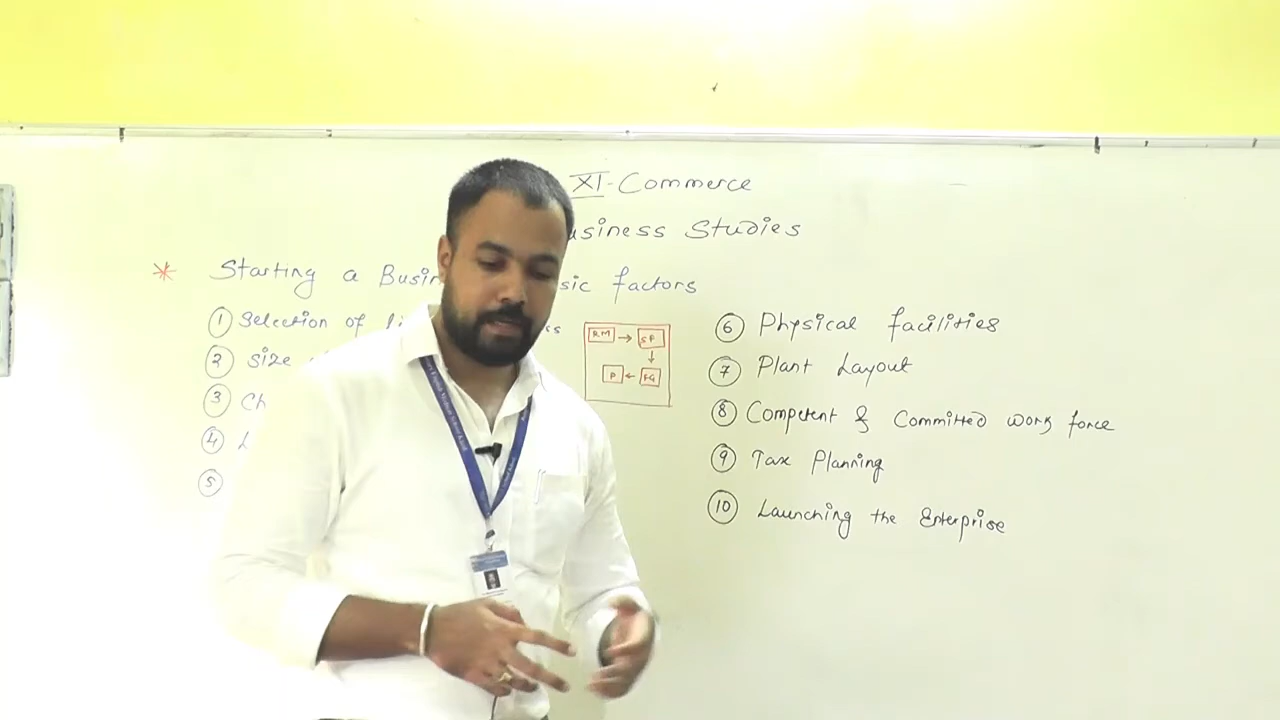 XI-Commerce
usiness Studies
* Starting a Busin sic factors
① Selection of li ss
② Size
③ Ch
④ L
⑤
RM → SF
↓
P ← FG
⑥ Physical facilities
⑦ Plant Layout
⑧ Competent & Committed work force
⑨ Tax Planning
⑩ Launching the Enterprise